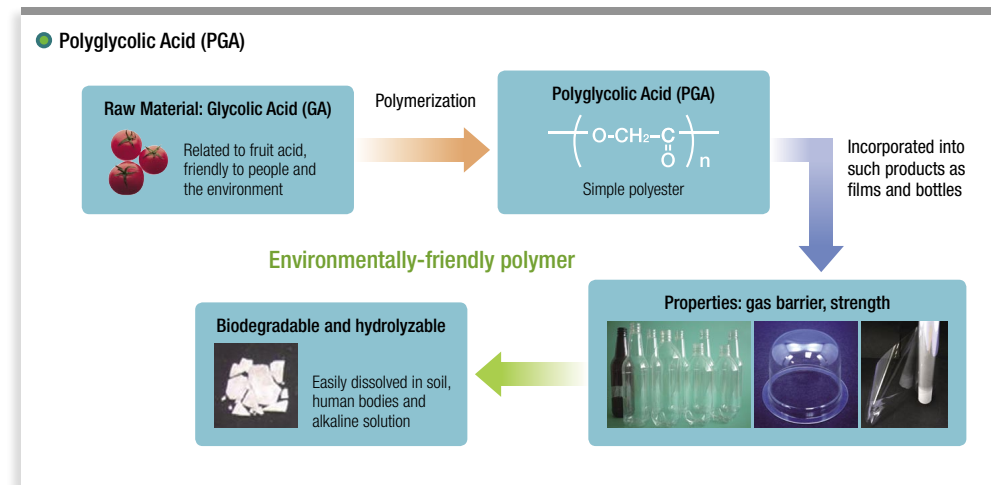 Polyglycolic Acid (PGA)
Raw Material: Glycolic Acid (GA)
Related to fruit acid,
friendly to people and
the environment
Polymerization
Polyglycolic Acid (PGA)
( O-CH₂-C )n
O
Simple polyester
Incorporated into
such products as
films and bottles
Environmentally-friendly polymer
Properties: gas barrier, strength
Biodegradable and hydrolyzable
Easily dissolved in soil,
human bodies and
alkaline solution